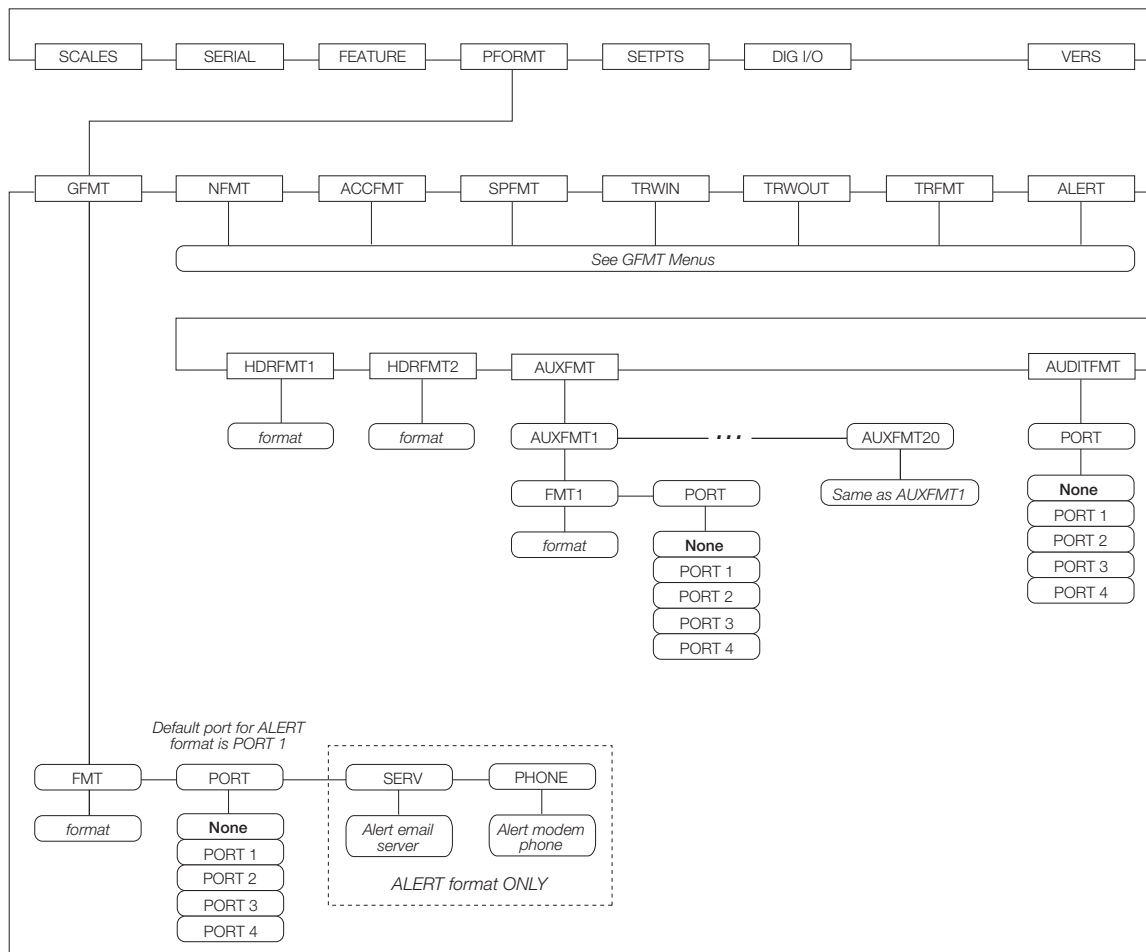 SCALES
SERIAL
FEATURE
PFORMT
SETPTS
DIG I/O
VERS
GFMT
NFMT
ACCFMT
SPFMT
TRWIN
TRWOUT
TRFMT
ALERT
See GFMT Menus
HDRFMT1
HDRFMT2
AUXFMT
AUDITFMT
format
format
AUXFMT1
...
AUXFMT20
PORT
FMT1
PORT
Same as AUXFMT1
format
None
PORT 1
PORT 2
PORT 3
PORT 4
None
PORT 1
PORT 2
PORT 3
PORT 4
Default port for ALERT
format is PORT 1
FMT
PORT
SERV
PHONE
format
None
PORT 1
PORT 2
PORT 3
PORT 4
Alert email
server
Alert modem
phone
ALERT format ONLY